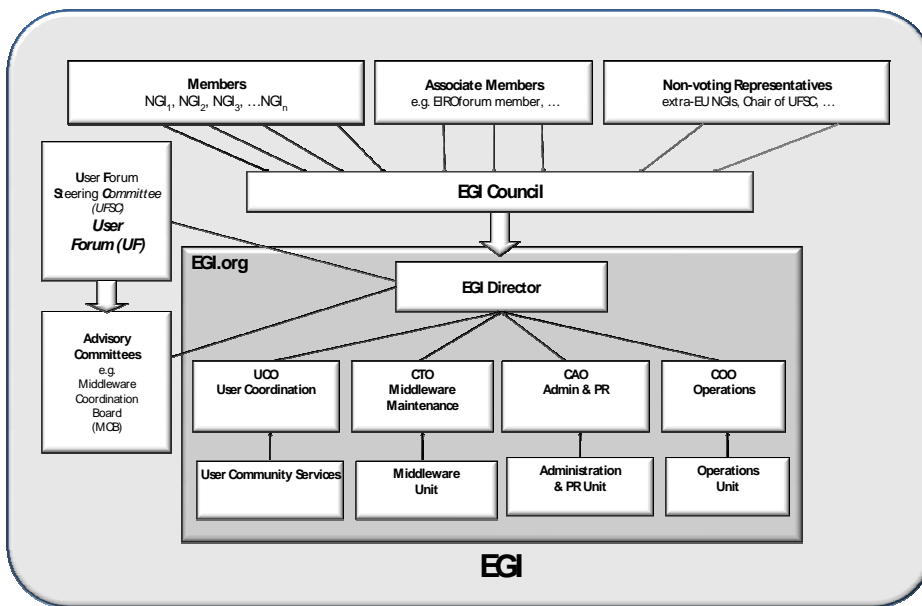 Members
NGI1, NGI2, NGI3, ...NGIn
Associate Members
e.g. EIROforum member, ...
Non-voting Representatives
extra-EU NGIs, Chair of UFSC, ...
User Forum
Steering Committee
(UFSC)
User
Forum (UF)
EGI Council
EGI.org
EGI Director
Advisory
Committees
e.g.
Middleware
Coordination
Board
(MCB)
UCO
User Coordination
CTO
Middleware
Maintenance
CAO
Admin & PR
COO
Operations
User Community Services
Middleware
Unit
Administration
& PR Unit
Operations
Unit
EGI